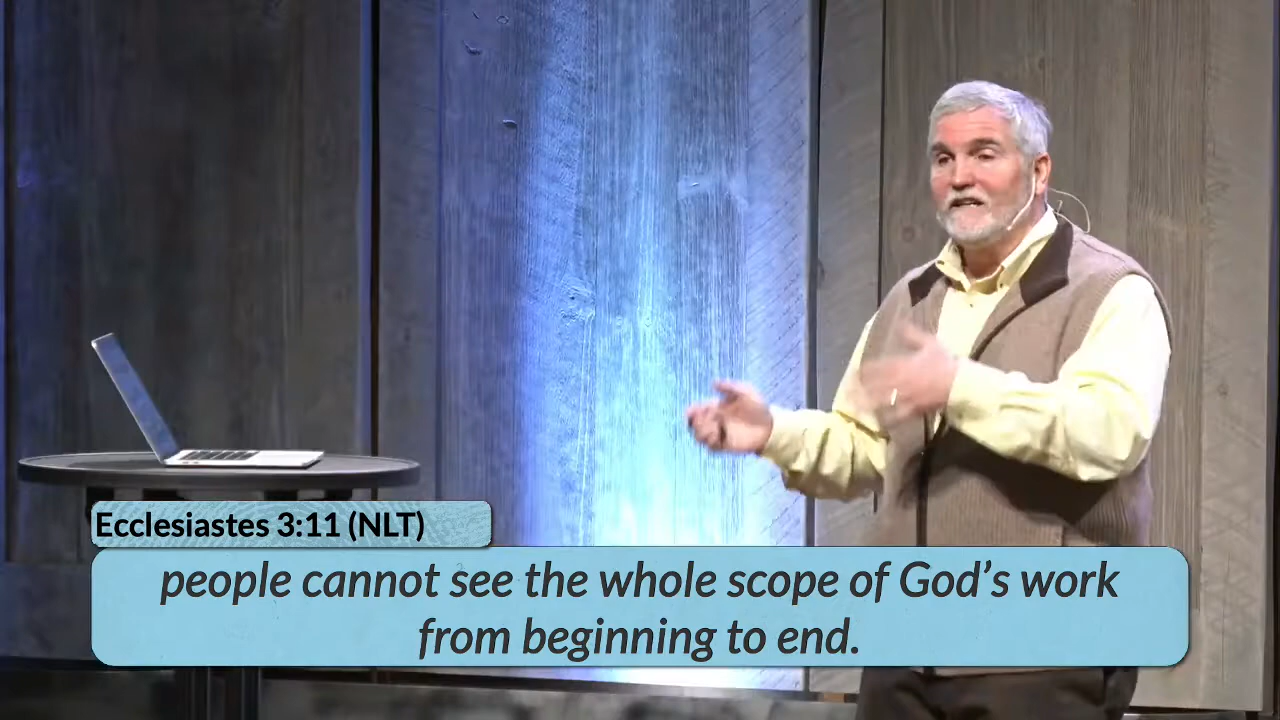 Ecclesiastes 3:11 (NLT)
people cannot see the whole scope of God’s work
from beginning to end.